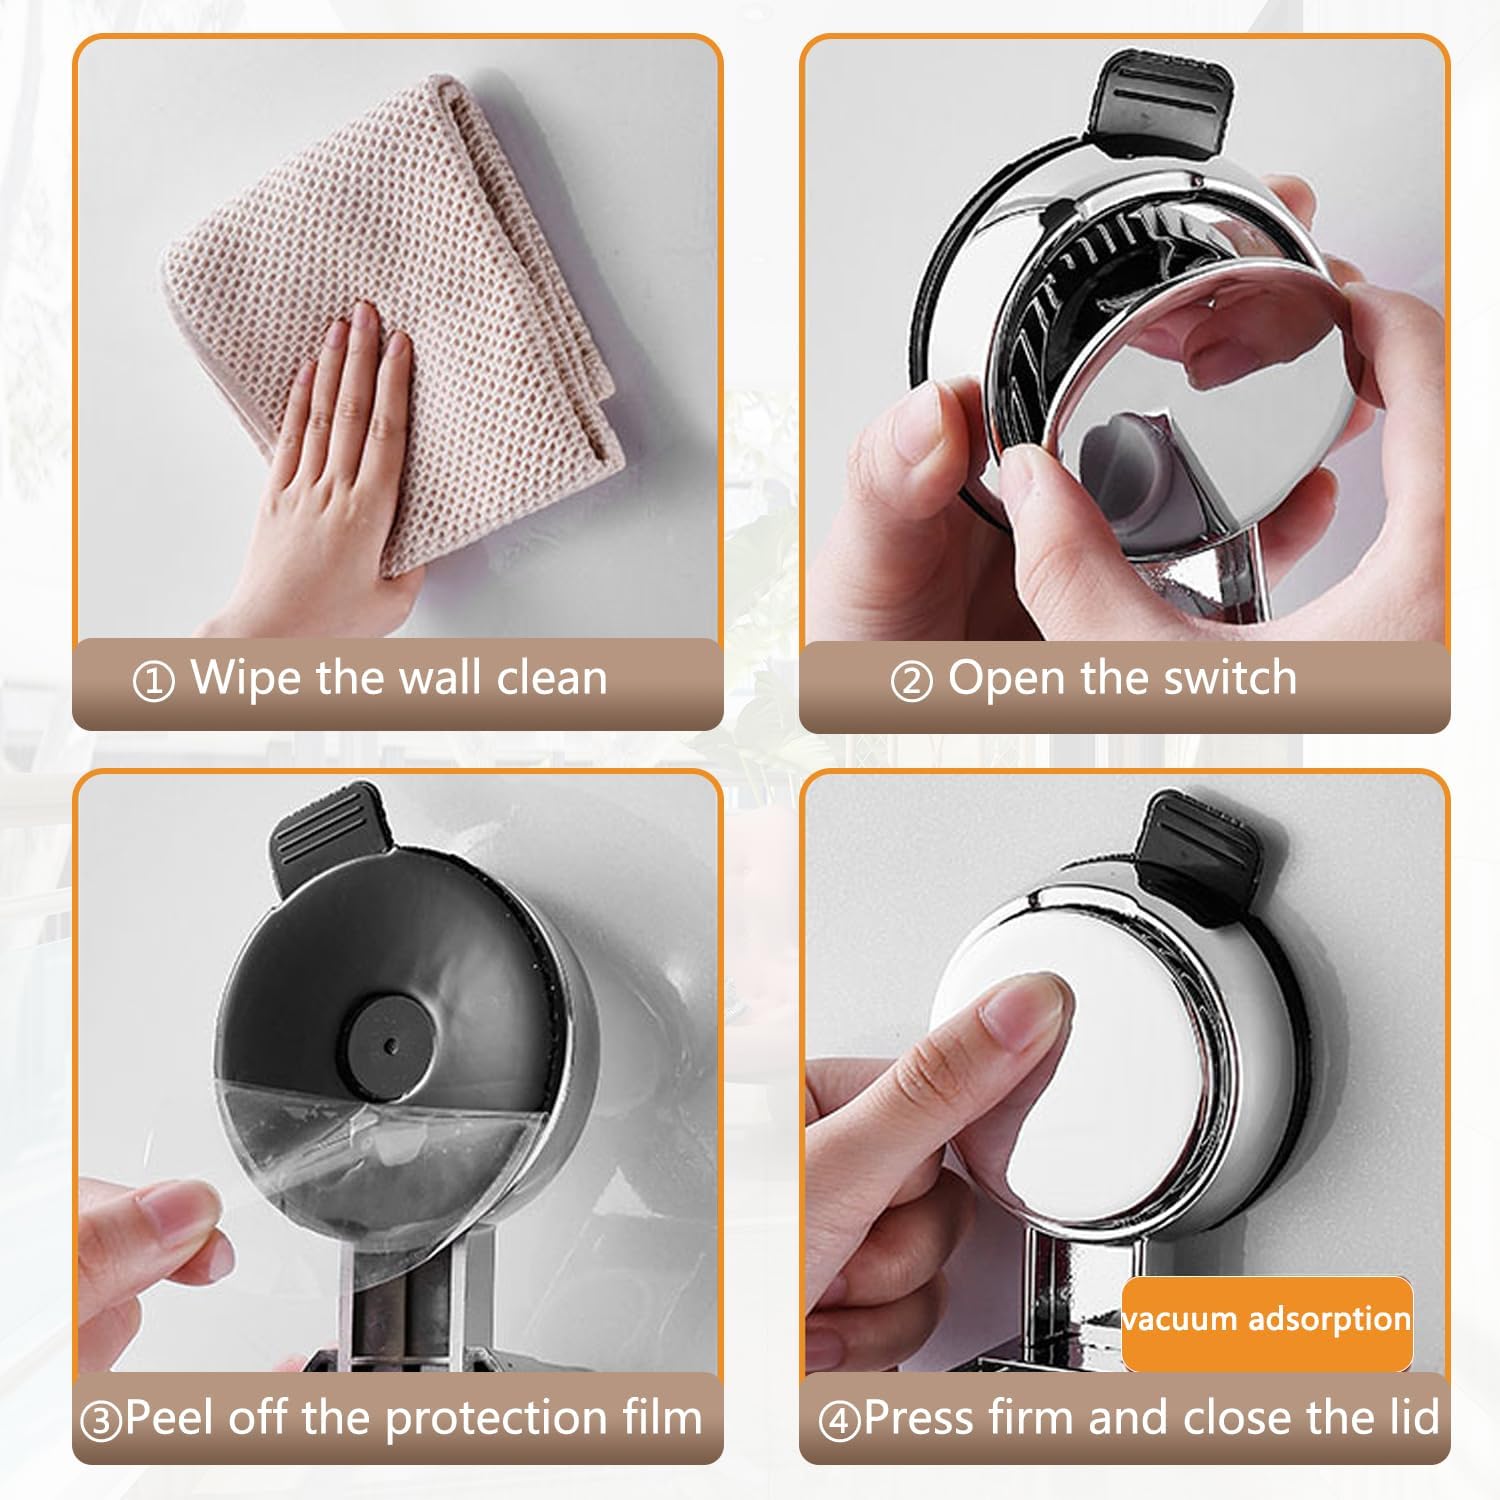 ① Wipe the wall clean
② Open the switch
③Peel off the protection film
vacuum adsorption
④Press firm and close the lid